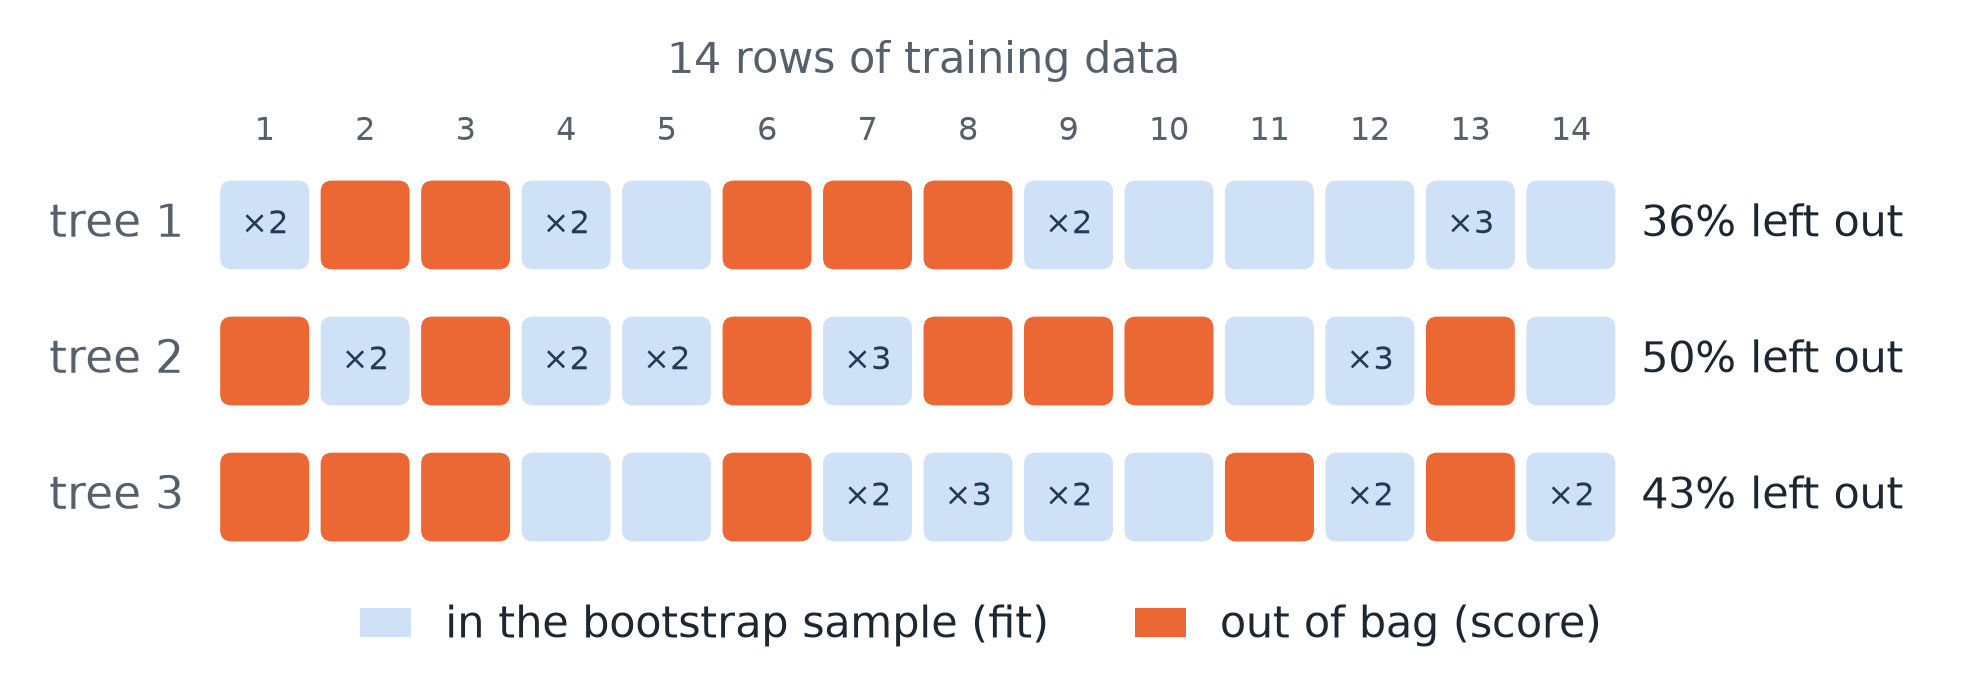 14 rows of training data
1 2 3 4 5 6 7 8 9 10 11 12 13 14
tree 1 ×2 ×2 ×2 ×3 36% left out
tree 2 ×2 ×2 ×2 ×3 ×3 50% left out
tree 3 ×2 ×3 ×2 ×2 ×2 43% left out
in the bootstrap sample (fit) out of bag (score)